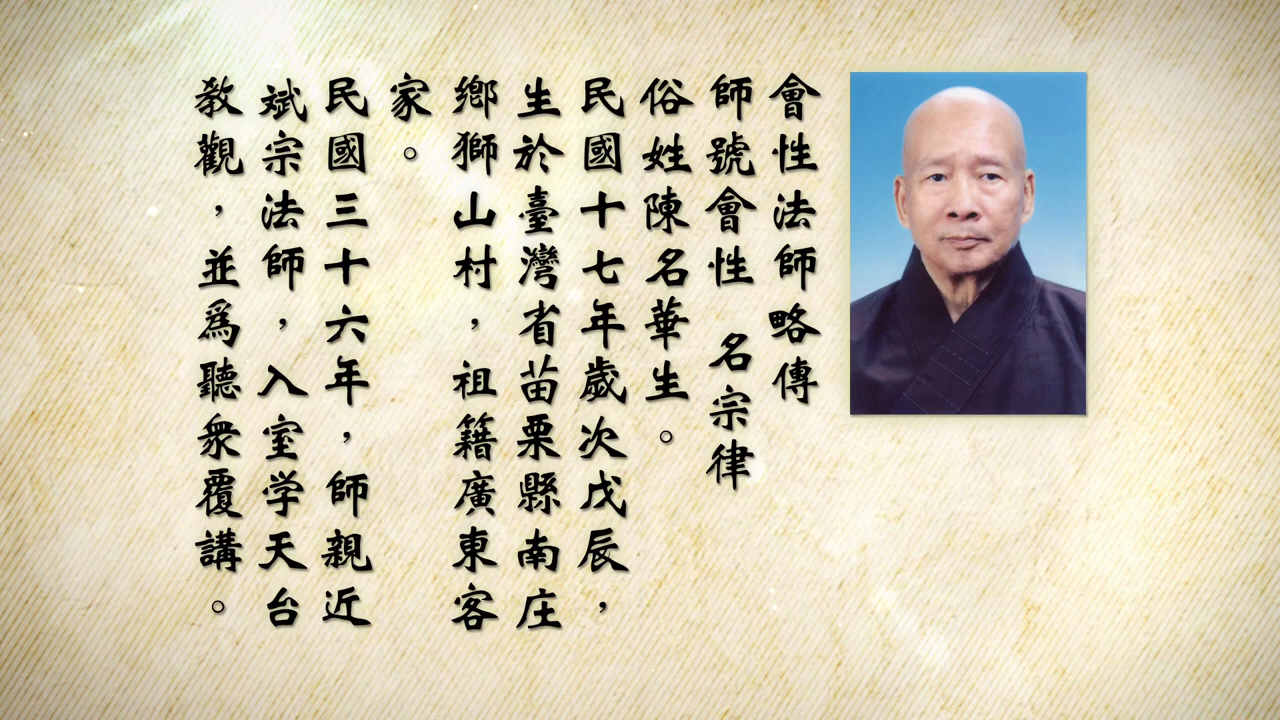 會性法師略傳
師號會性 名宗律
俗姓陳名華生。
民國十七年歲次戊辰，
生於臺灣省苗栗縣南庄
鄉獅山村，祖籍廣東客
家。
民國三十六年，師親近
斌宗法師，入室学天台
教觀，並爲聽衆覆講。